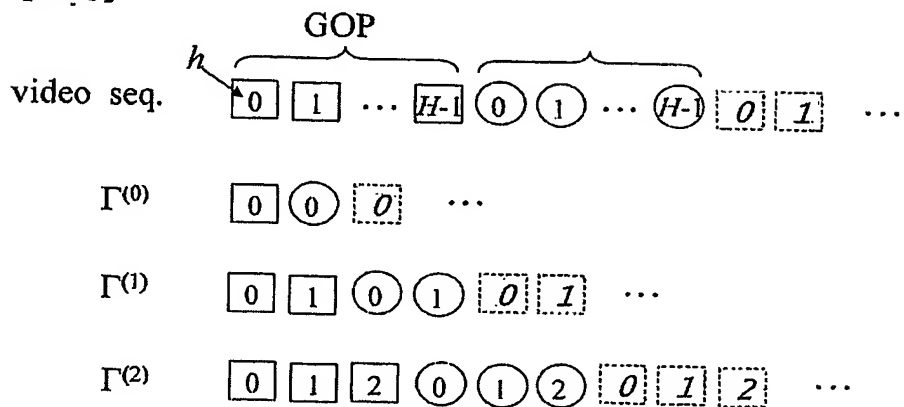 GOP
h
video seq. 0 1 ... H-1 0 1 ... H-1 0 1 ...
Γ(0) 0 0 0 ...
Γ(1) 0 1 0 1 0 1 ...
Γ(2) 0 1 2 0 1 2 0 1 2 ...